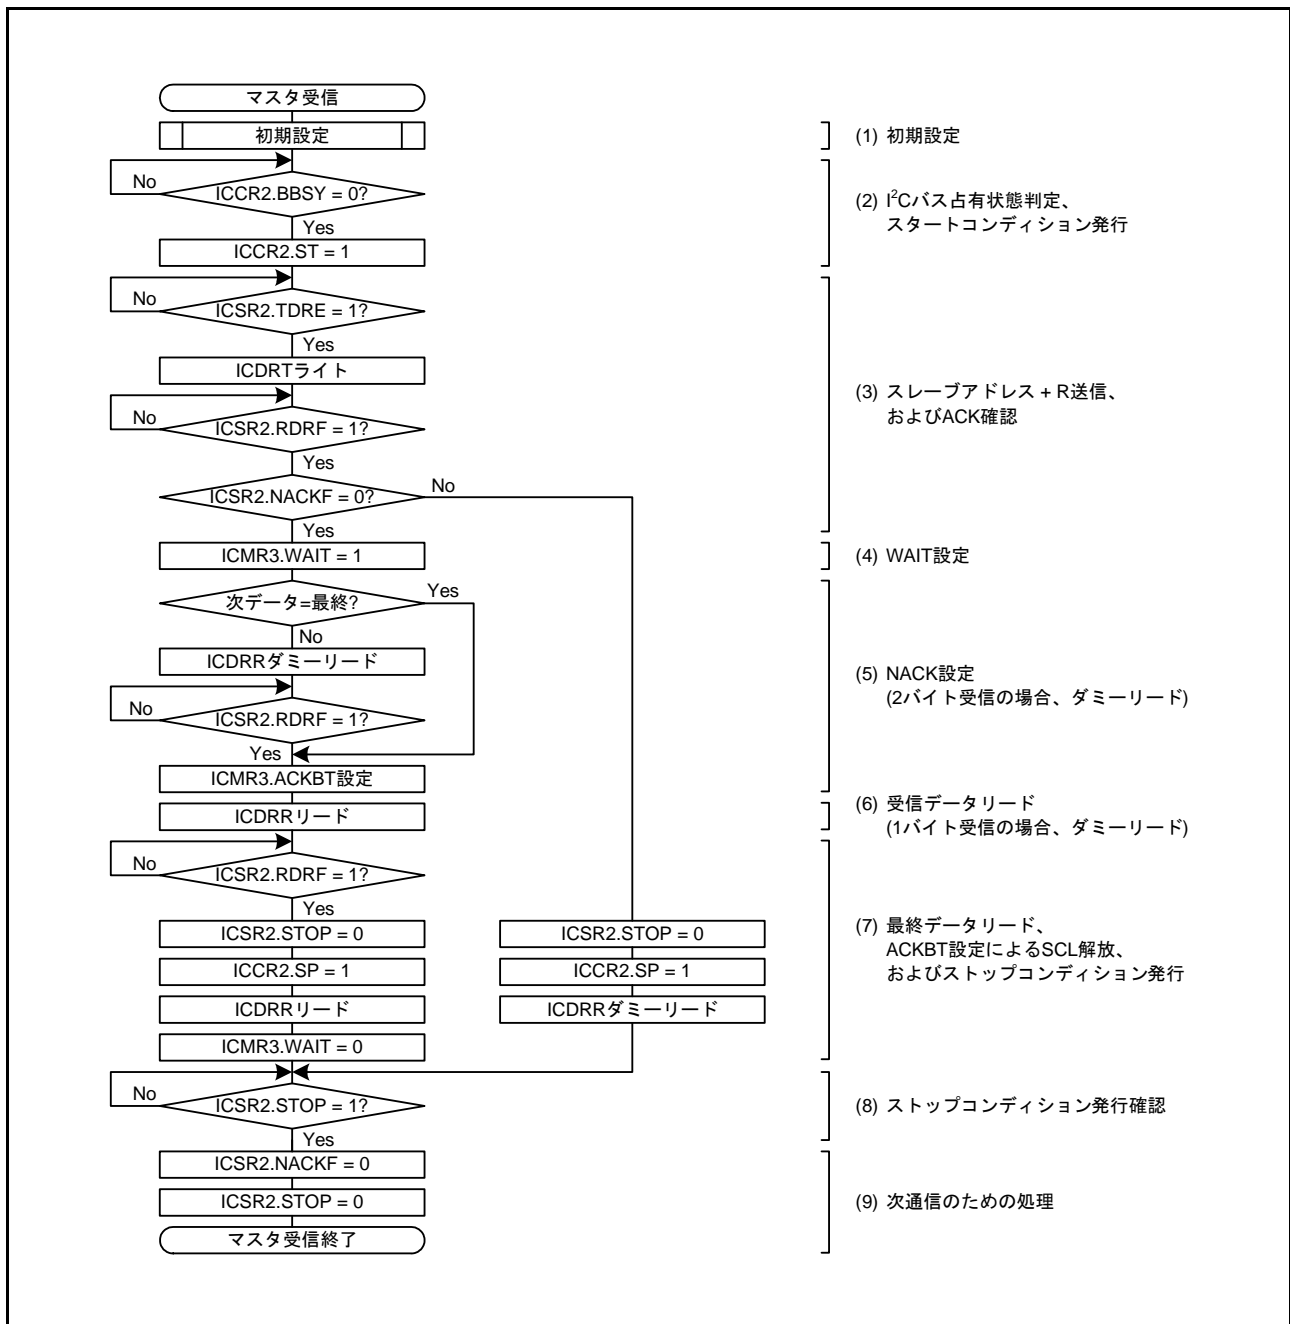 マスタ受信
初期設定
No
ICCR2.BBSY = 0?
Yes
ICCR2.ST = 1
No
ICSR2.TDRE = 1?
Yes
ICDRTライト
No
ICSR2.RDRF = 1?
Yes
ICSR2.NACKF = 0?
No
Yes
ICMR3.WAIT = 1
次データ=最終?
Yes
No
ICDRRダミーリード
No
ICSR2.RDRF = 1?
Yes
ICMR3.ACKBT設定
ICDRRリード
No
ICSR2.RDRF = 1?
Yes
ICSR2.STOP = 0
ICCR2.SP = 1
ICDRRリード
ICMR3.WAIT = 0
ICSR2.STOP = 0
ICCR2.SP = 1
ICDRRダミーリード
No
ICSR2.STOP = 1?
Yes
ICSR2.NACKF = 0
ICSR2.STOP = 0
マスタ受信終了
(1) 初期設定
(2) I²Cバス占有状態判定、
スタートコンディション発行
(3) スレーブアドレス + R送信、
およびACK確認
(4) WAIT設定
(5) NACK設定
(2バイト受信の場合、ダミーリード)
(6) 受信データリード
(1バイト受信の場合、ダミーリード)
(7) 最終データリード、
ACKBT設定によるSCL解放、
およびストップコンディション発行
(8) ストップコンディション発行確認
(9) 次通信のための処理